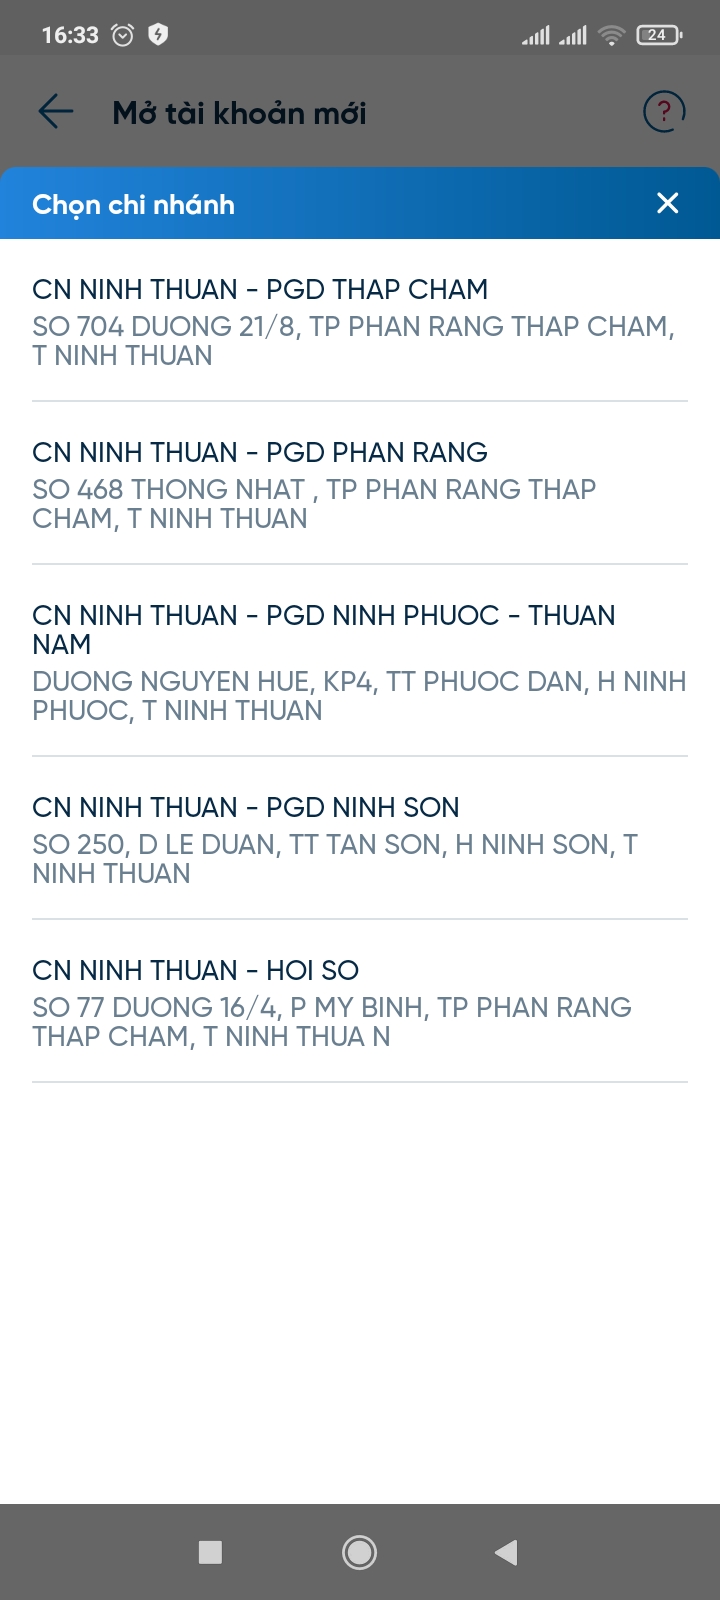 16:33
24
Mở tài khoản mới
?
Chọn chi nhánh
CN NINH THUAN - PGD THAP CHAM
SO 704 DUONG 21/8, TP PHAN RANG THAP CHAM,
T NINH THUAN
CN NINH THUAN - PGD PHAN RANG
SO 468 THONG NHAT , TP PHAN RANG THAP
CHAM, T NINH THUAN
CN NINH THUAN - PGD NINH PHUOC - THUAN
NAM
DUONG NGUYEN HUE, KP4, TT PHUOC DAN, H NINH
PHUOC, T NINH THUAN
CN NINH THUAN - PGD NINH SON
SO 250, D LE DUAN, TT TAN SON, H NINH SON, T
NINH THUAN
CN NINH THUAN - HOI SO
SO 77 DUONG 16/4, P MY BINH, TP PHAN RANG
THAP CHAM, T NINH THUA N